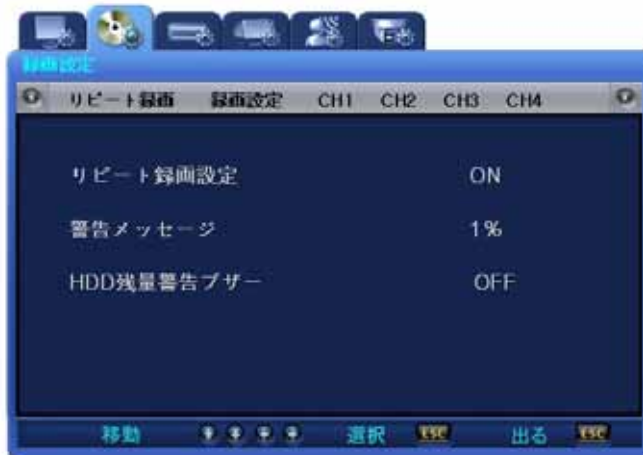 録画設定
リピート録画 録画設定 CH1 CH2 CH3 CH4
リピート録画設定 ON
警告メッセージ 1%
HDD残量警告ブザー OFF
移動 選択 ESC 出る ESC